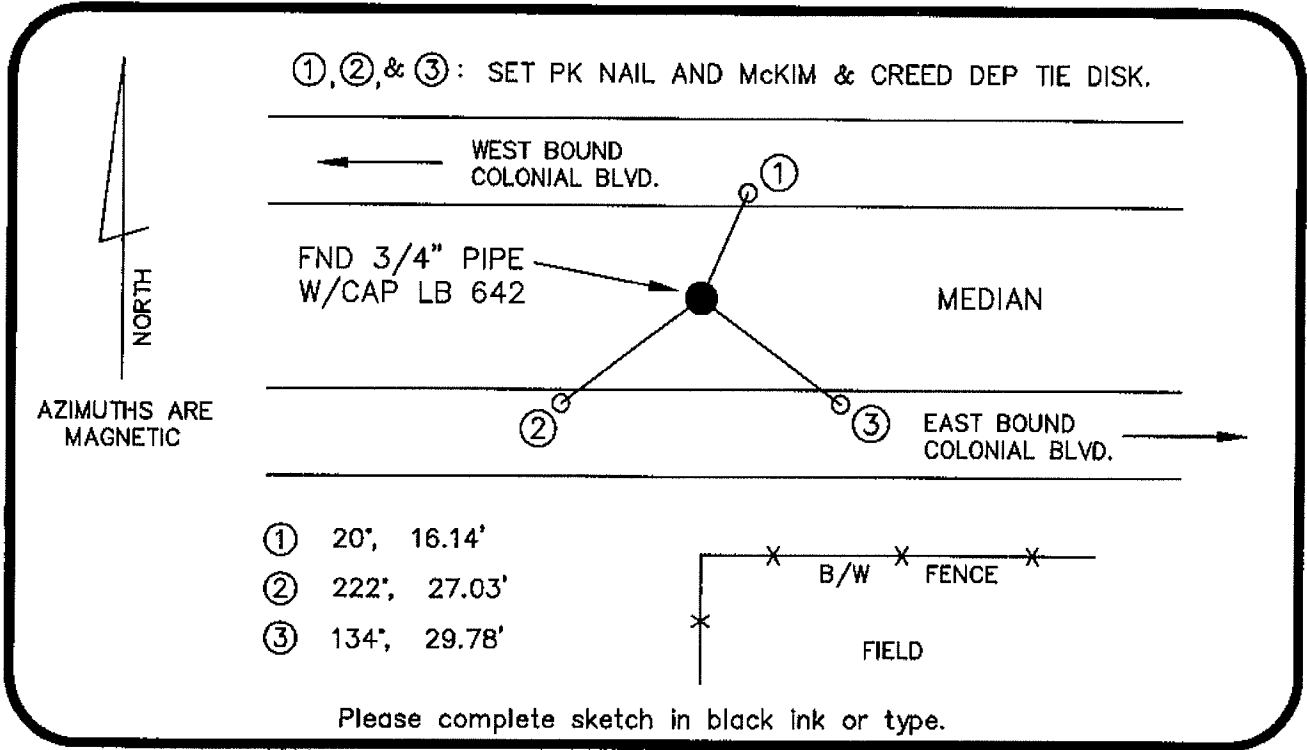 ①,②,& ③: SET PK NAIL AND McKIM & CREED DEP TIE DISK.
WEST BOUND
COLONIAL BLVD.
①
FND 3/4" PIPE
W/CAP LB 642
MEDIAN
NORTH
AZIMUTHS ARE
MAGNETIC
②
③
EAST BOUND
COLONIAL BLVD.
① 20°, 16.14'
② 222°, 27.03'
③ 134°, 29.78'
B/W FENCE
FIELD
Please complete sketch in black ink or type.